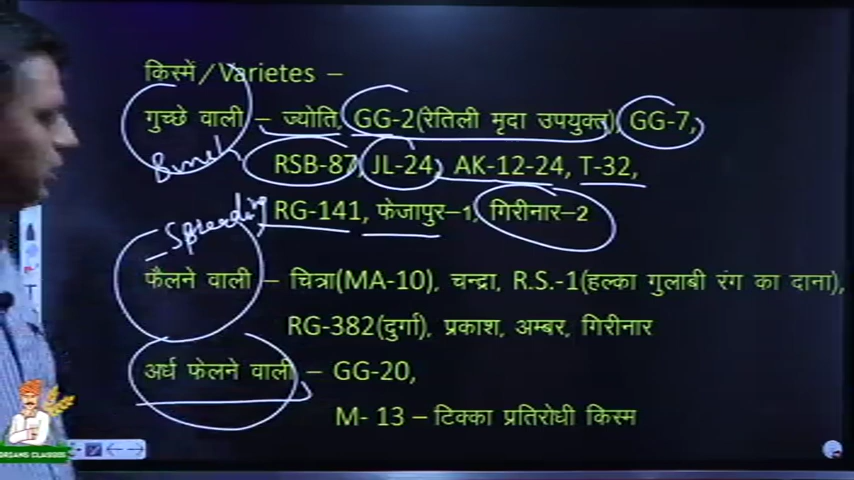 किस्में/Varietes –
गुच्छे वाली – ज्योति, GG-2(रेतिली मृदा उपयुक्त), GG-7,
Bunch
RSB-87, JL-24, AK-12-24, T-32,
RG-141, फेजापुर-1, गिरीनार-2
Spreading
फैलने वाली – चित्रा(MA-10), चन्द्रा, R.S.-1(हल्का गुलाबी रंग का दाना),
RG-382(दुर्गा), प्रकाश, अम्बर, गिरीनार
अर्ध फेलने वाली – GG-20,
M- 13 – टिक्का प्रतिरोधी किस्म
CLASSES